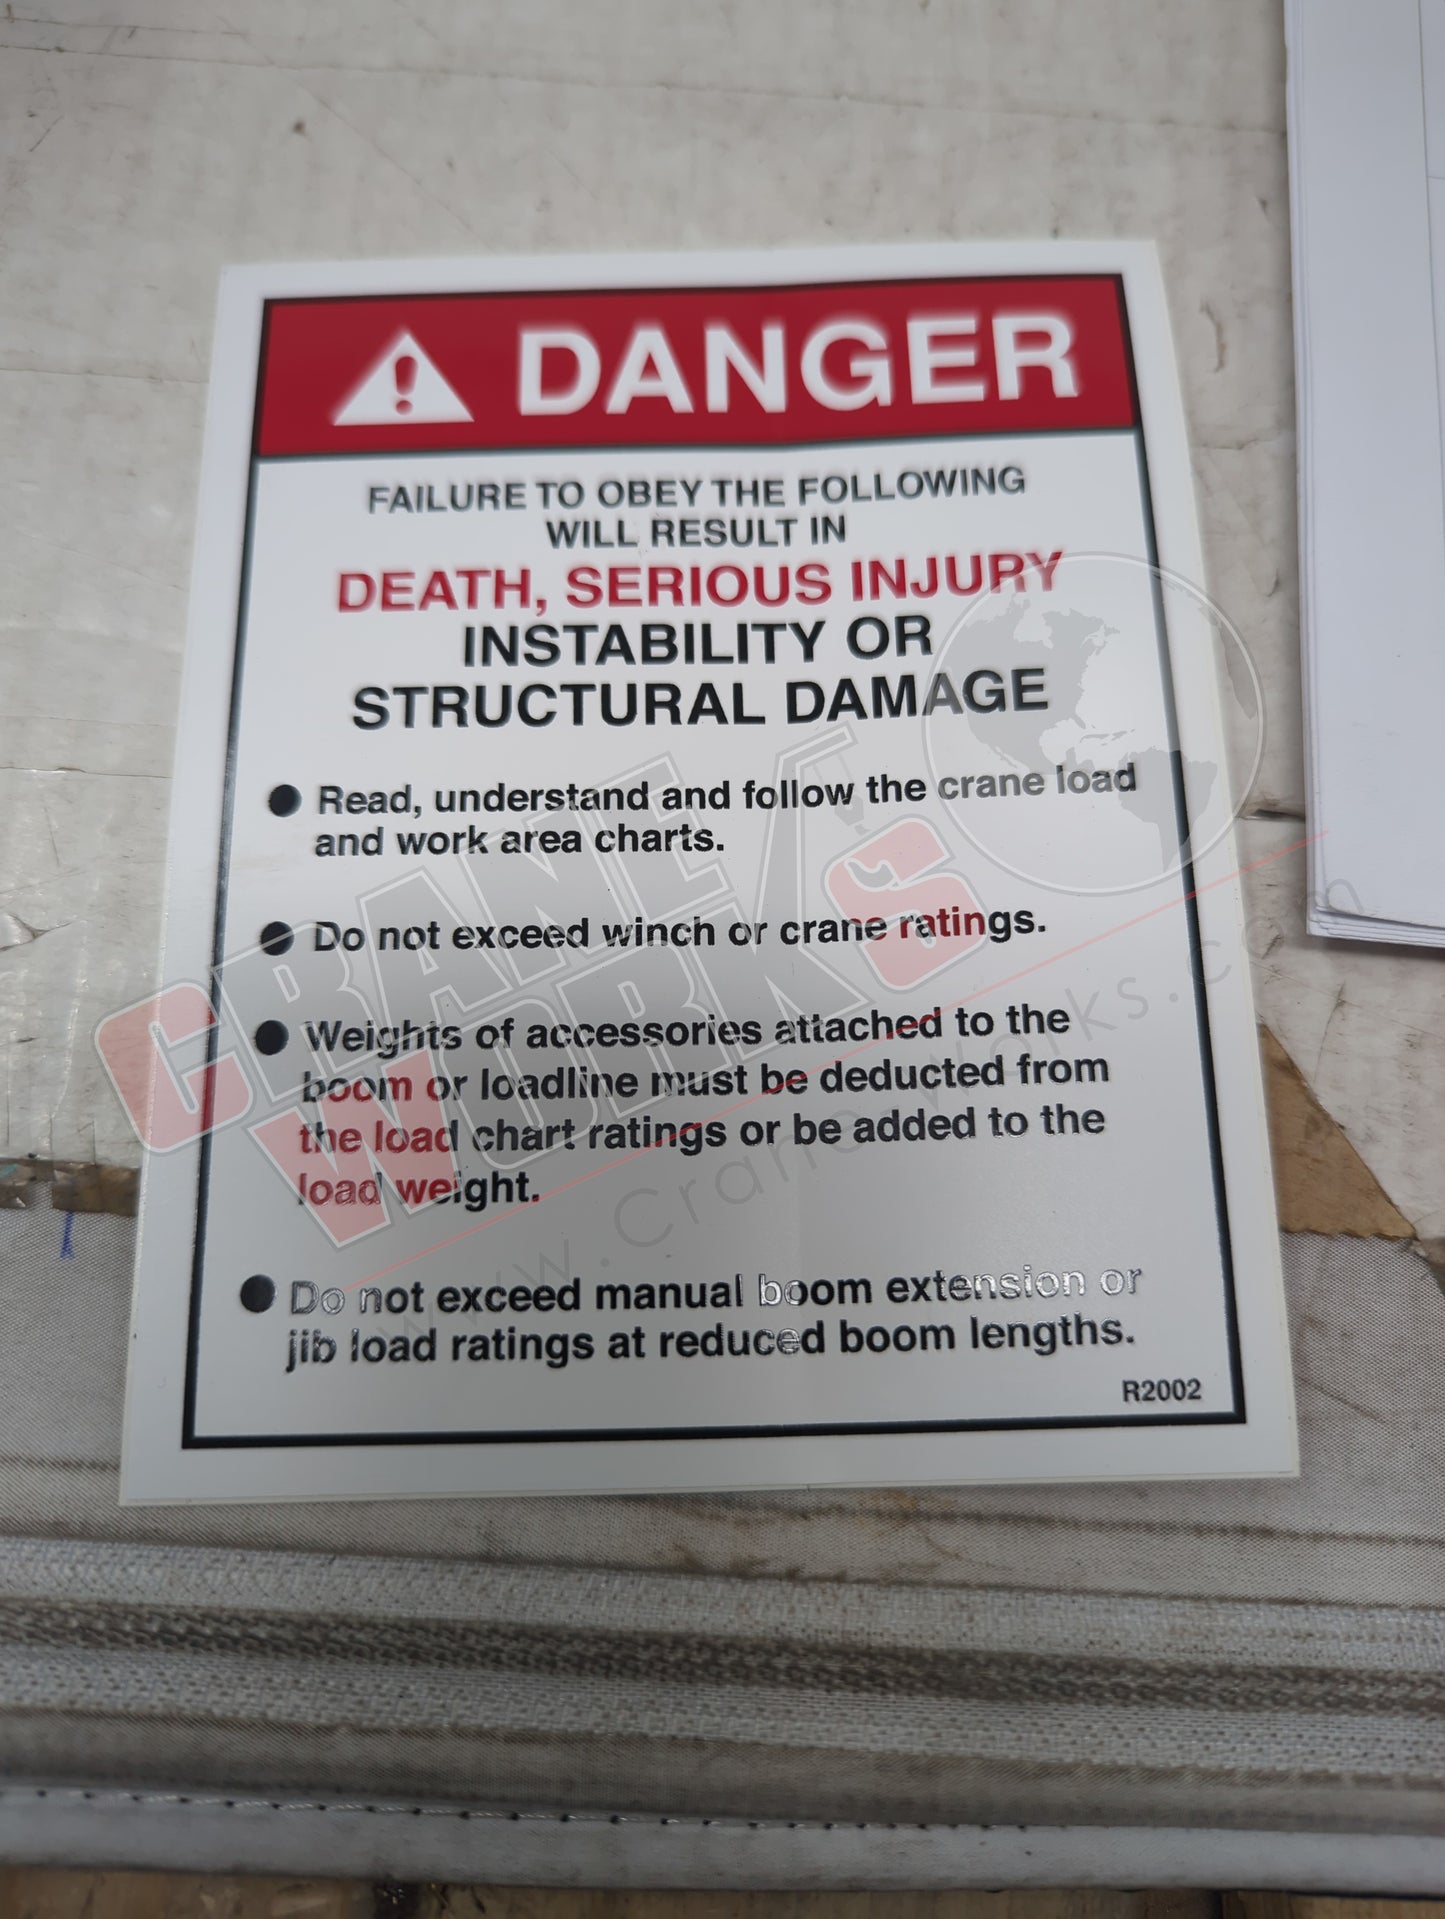 DANGER
FAILURE TO OBEY THE FOLLOWING
WILL RESULT IN
DEATH, SERIOUS INJURY
INSTABILITY OR
STRUCTURAL DAMAGE
● Read, understand and follow the crane load
and work area charts.
● Do not exceed winch or crane ratings.
● Weights of accessories attached to the
boom or loadline must be deducted from
the load chart ratings or be added to the
load weight.
● Do not exceed manual boom extension or
jib load ratings at reduced boom lengths.
R2002
CRANE
WORKS
www.crane-works.com